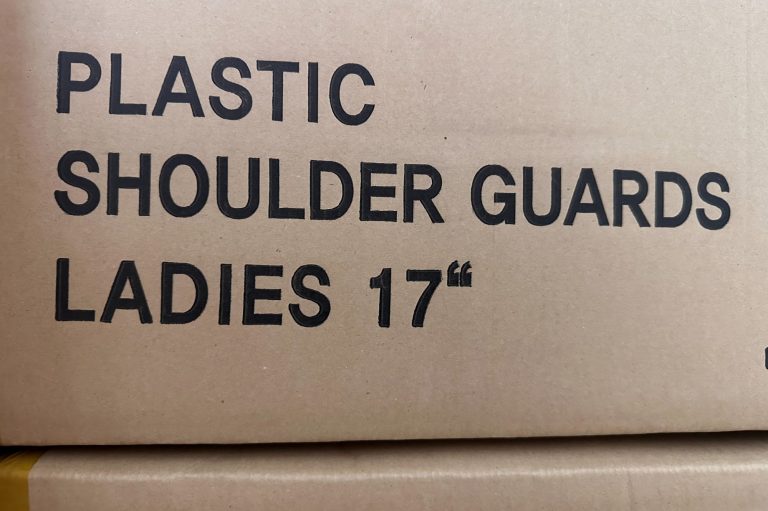 PLASTIC
SHOULDER GUARDS
LADIES 17“